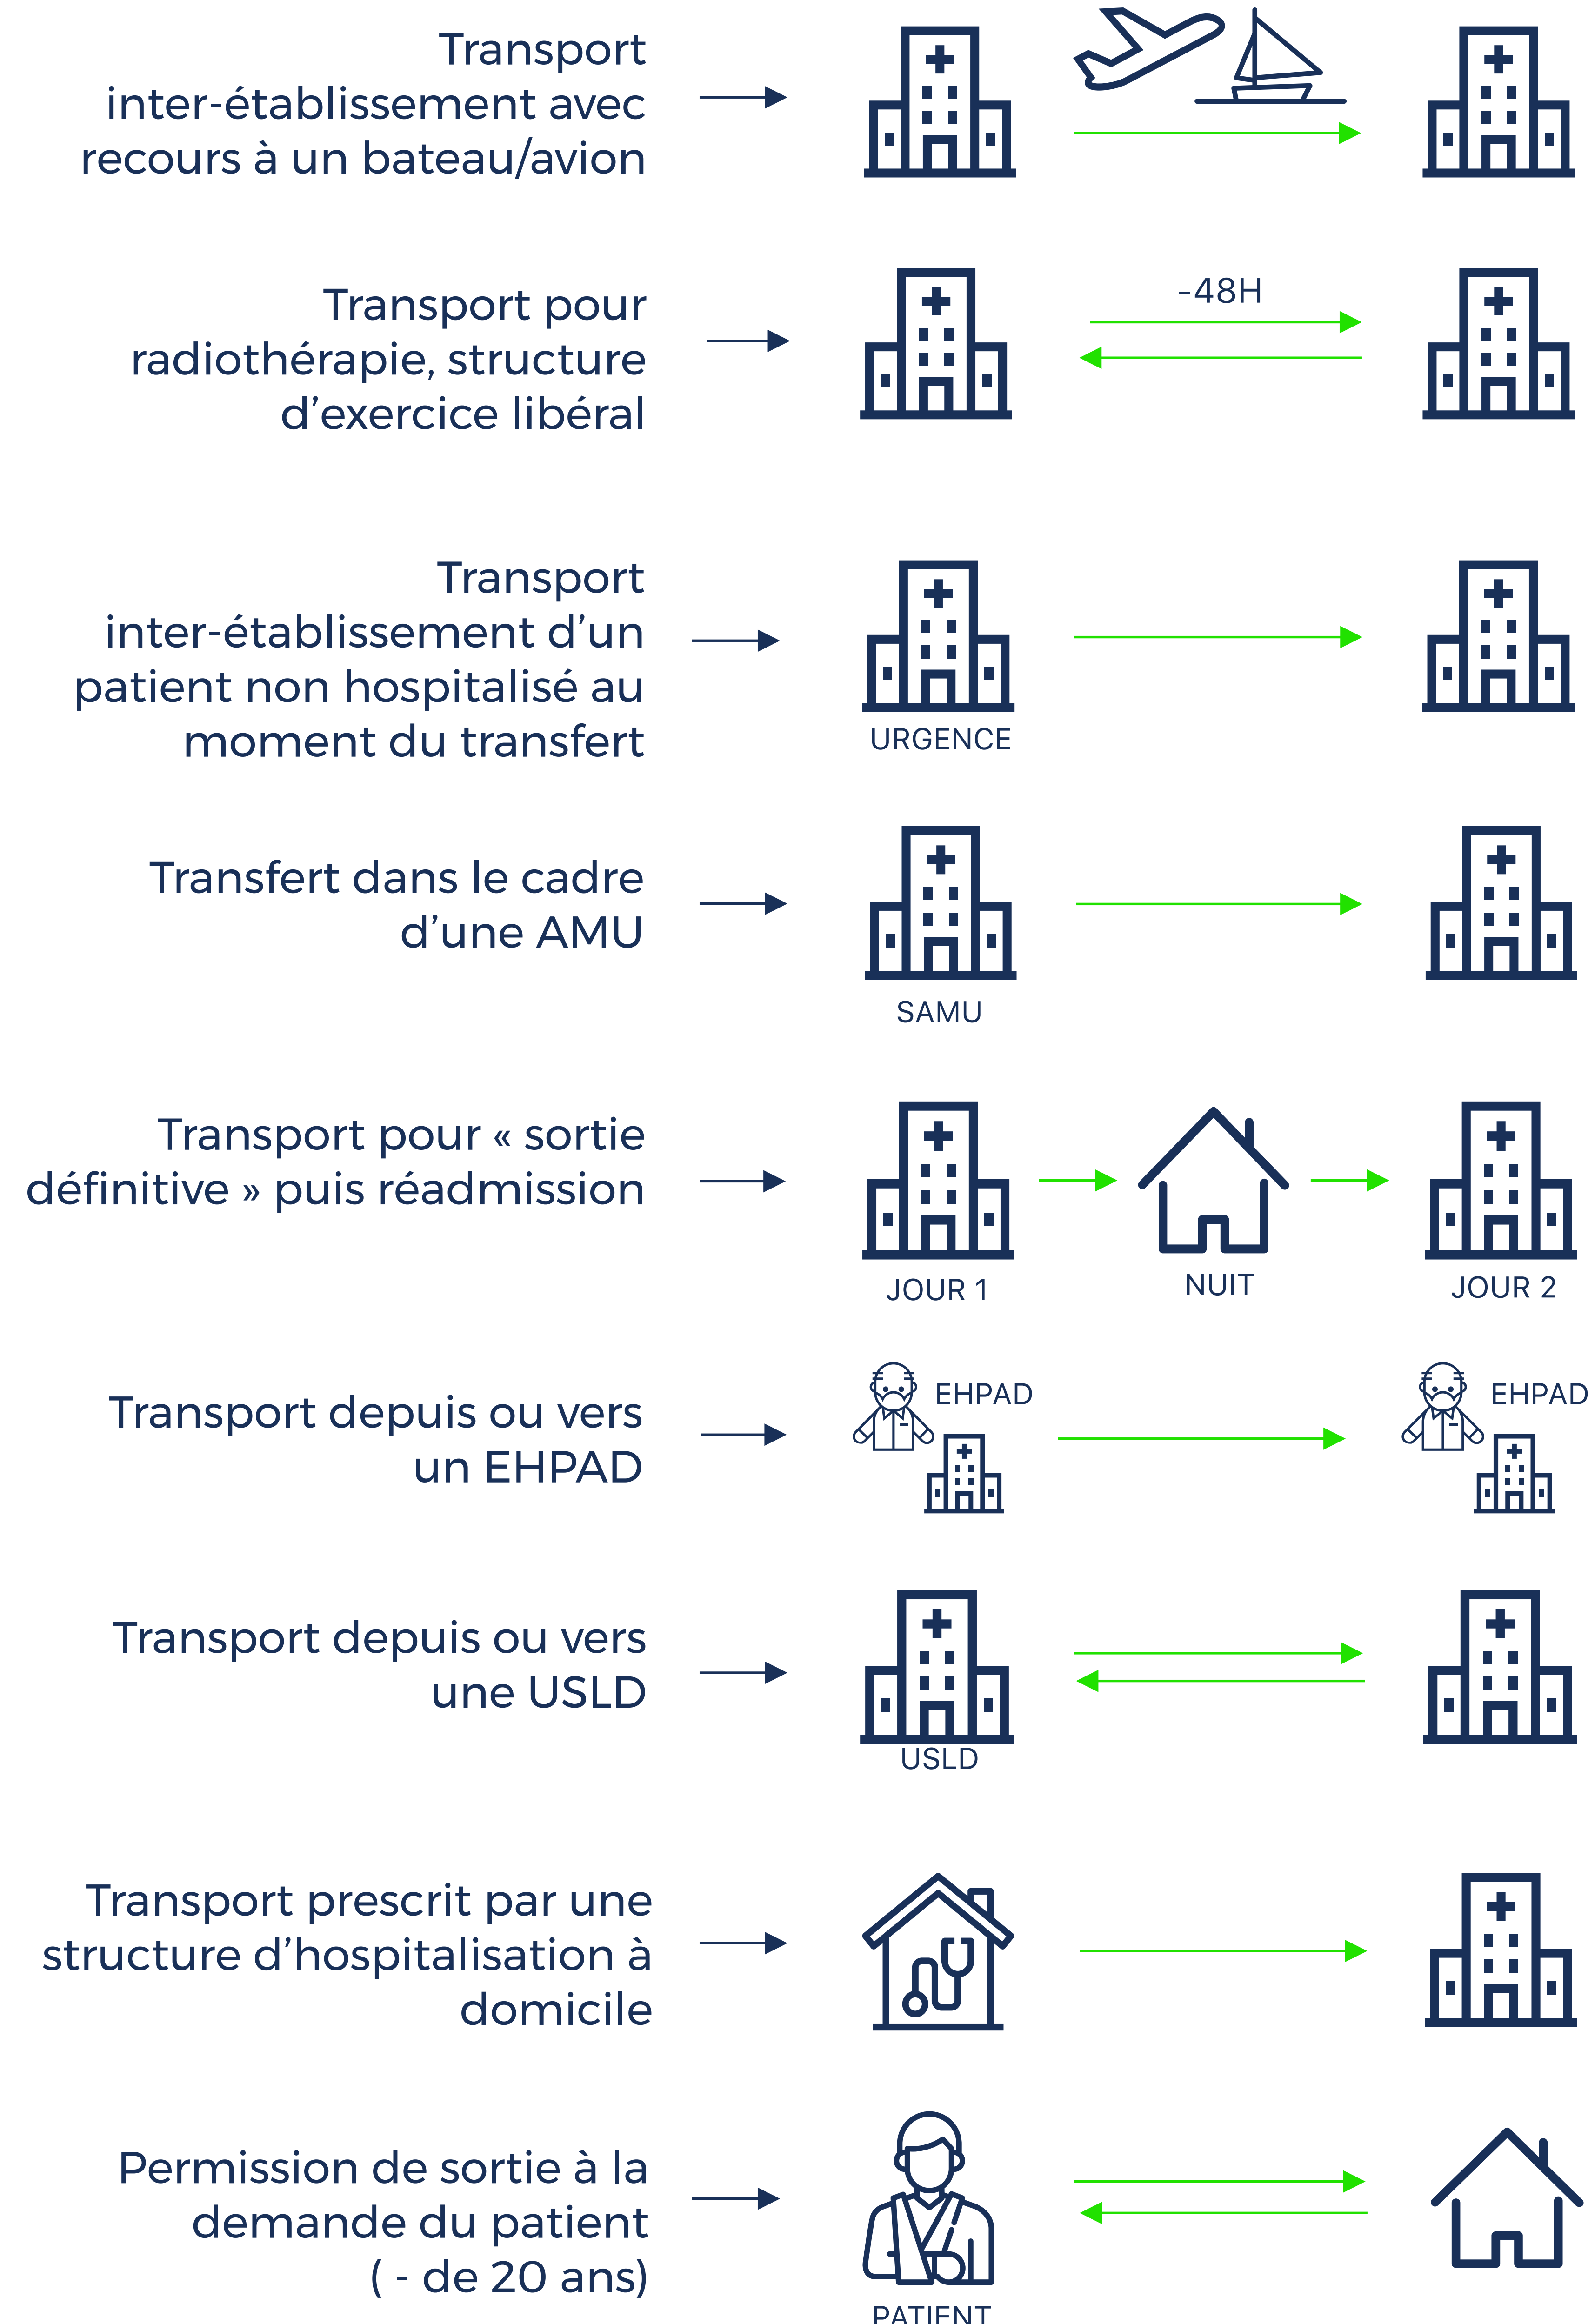 Transport
inter-établissement avec
recours à un bateau/avion
Transport pour
radiothérapie, structure
d’exercice libéral
-48H
Transport
inter-établissement d’un
patient non hospitalisé au
moment du transfert
URGENCE
Transfert dans le cadre
d’une AMU
SAMU
Transport pour « sortie
définitive » puis réadmission
JOUR 1
NUIT
JOUR 2
Transport depuis ou vers
un EHPAD
EHPAD
EHPAD
Transport depuis ou vers
une USLD
USLD
Transport prescrit par une
structure d’hospitalisation à
domicile
Permission de sortie à la
demande du patient
( - de 20 ans)
PATIENT